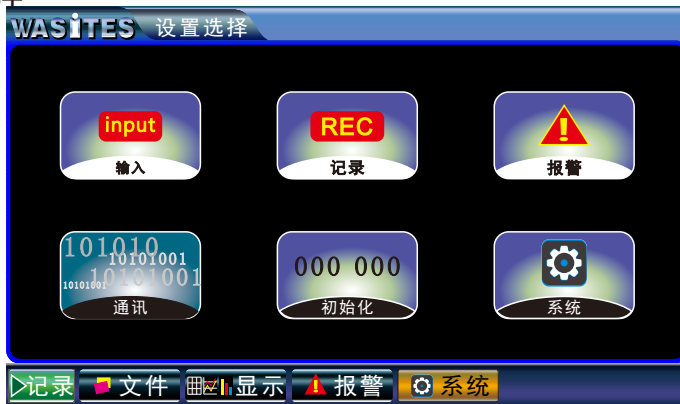 WASITES 设置选择
input REC
输入 记录 报警
101010
10101001
10101001
10101001
000 000
通讯 初始化 系统
记录 文件 显示 报警 系统